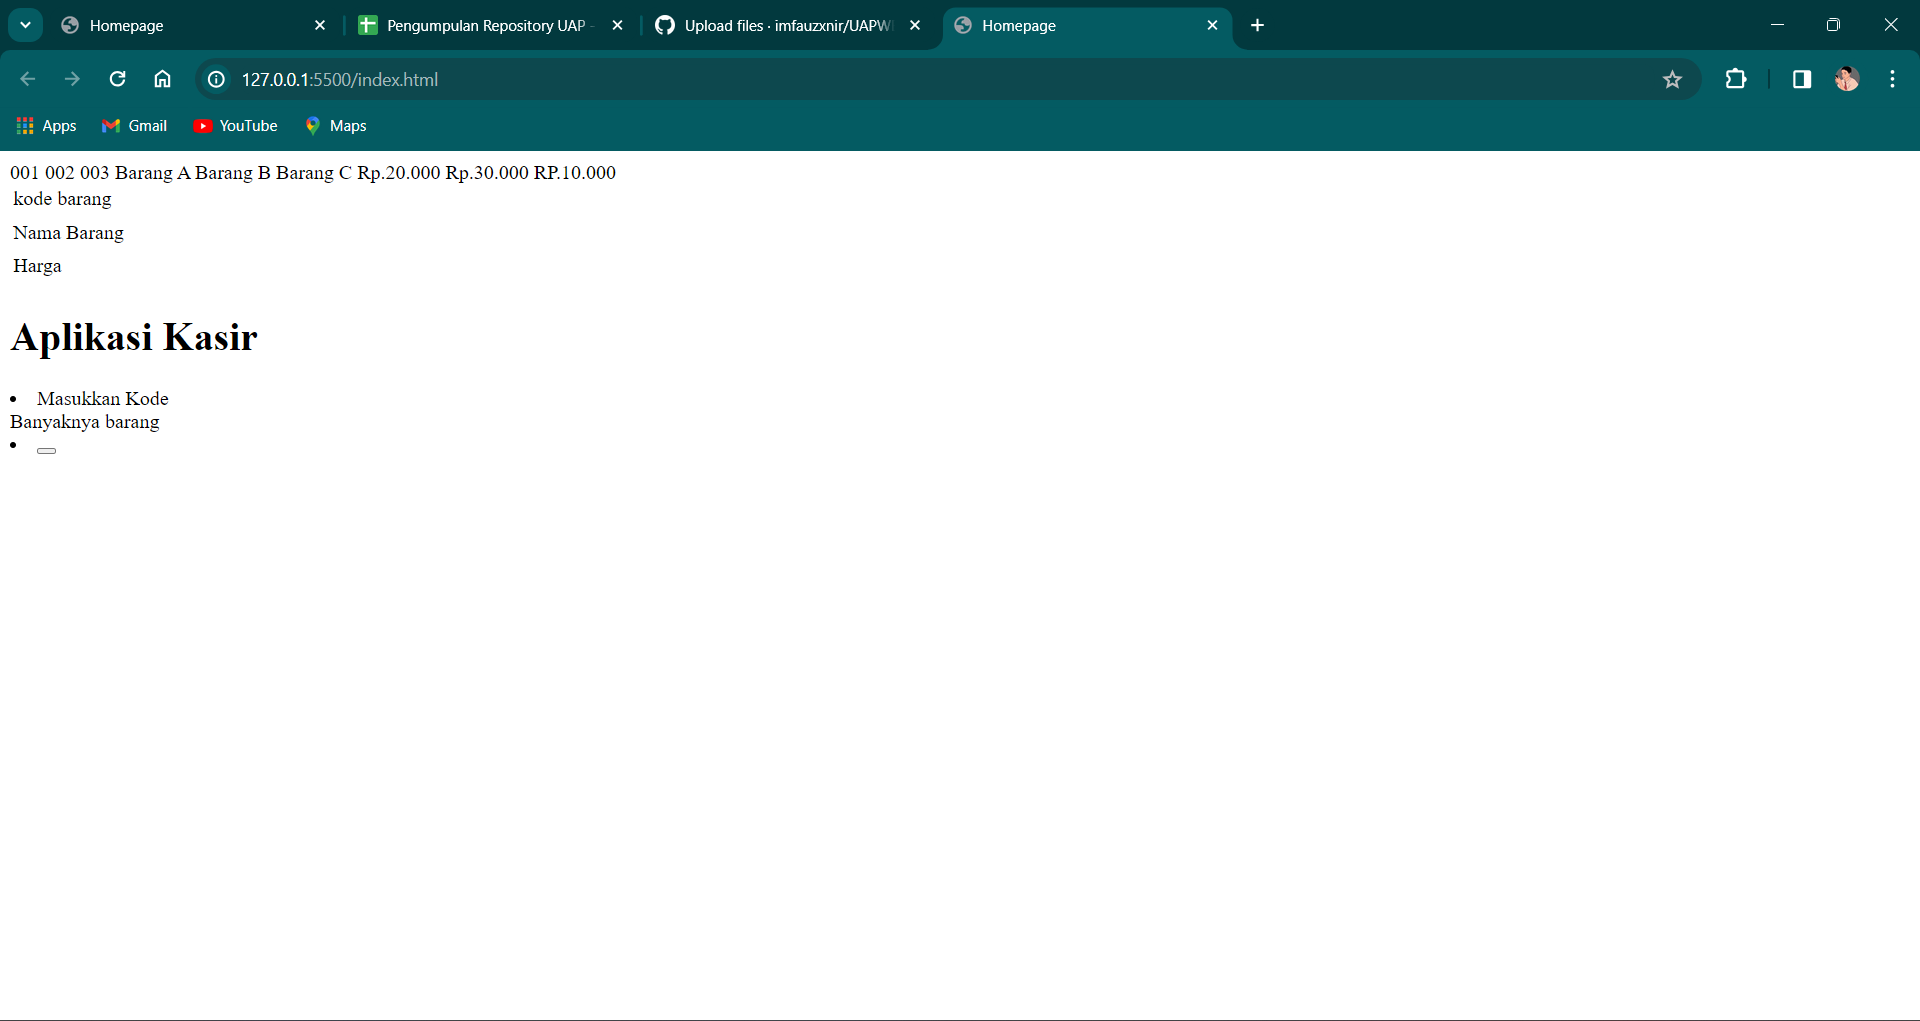 Homepage
Pengumpulan Repository UAP -
Upload files · imfauzxnir/UAPW
Homepage
127.0.0.1:5500/index.html
Apps
Gmail
YouTube
Maps
001 002 003 Barang A Barang B Barang C Rp.20.000 Rp.30.000 RP.10.000
kode barang
Nama Barang
Harga
Aplikasi Kasir
• Masukkan Kode
Banyaknya barang
•